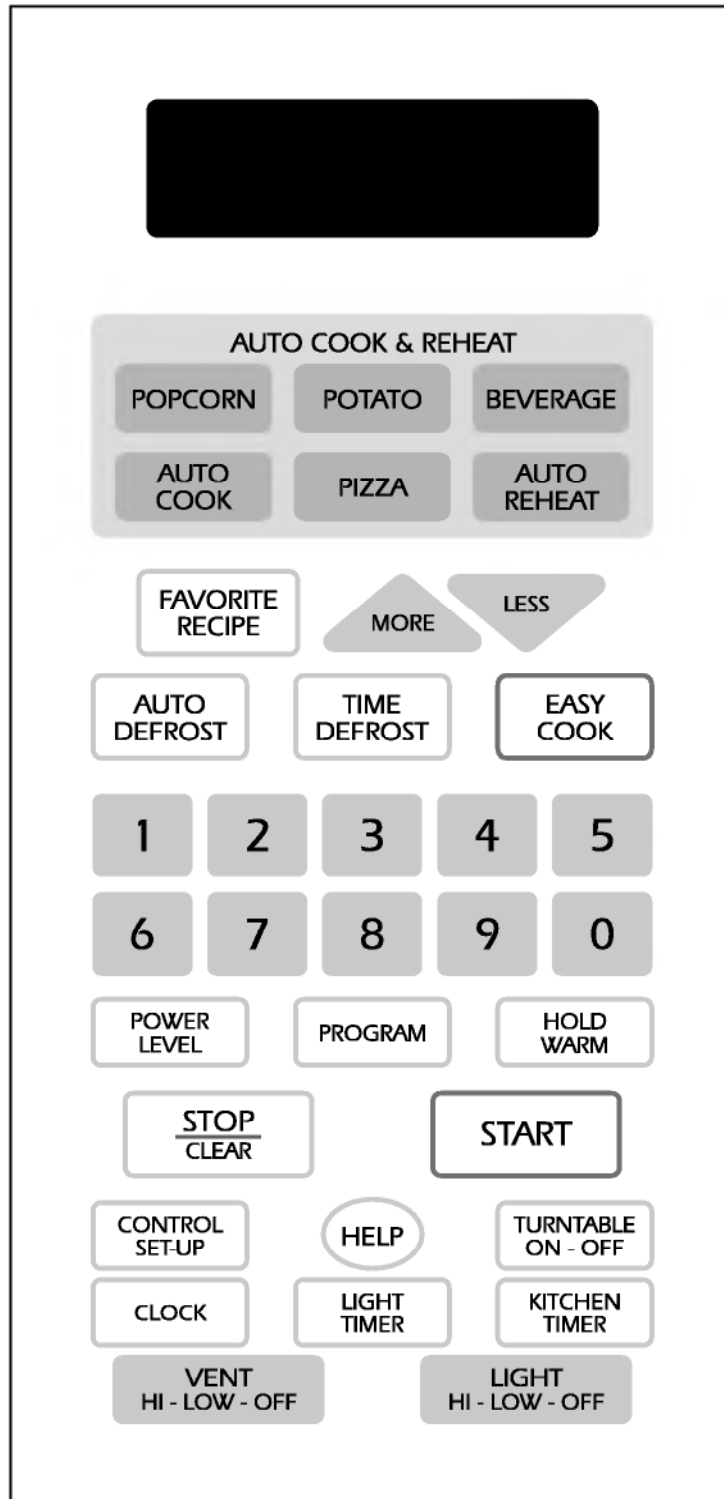 AUTO COOK & REHEAT
POPCORN
POTATO
BEVERAGE
AUTO
COOK
PIZZA
AUTO
REHEAT
FAVORITE
RECIPE
MORE
LESS
AUTO
DEFROST
TIME
DEFROST
EASY
COOK
1 2 3 4 5
6 7 8 9 0
POWER
LEVEL
PROGRAM
HOLD
WARM
STOP
CLEAR
START
CONTROL
SET-UP
HELP
TURNTABLE
ON - OFF
CLOCK
LIGHT
TIMER
KITCHEN
TIMER
VENT
HI - LOW - OFF
LIGHT
HI - LOW - OFF